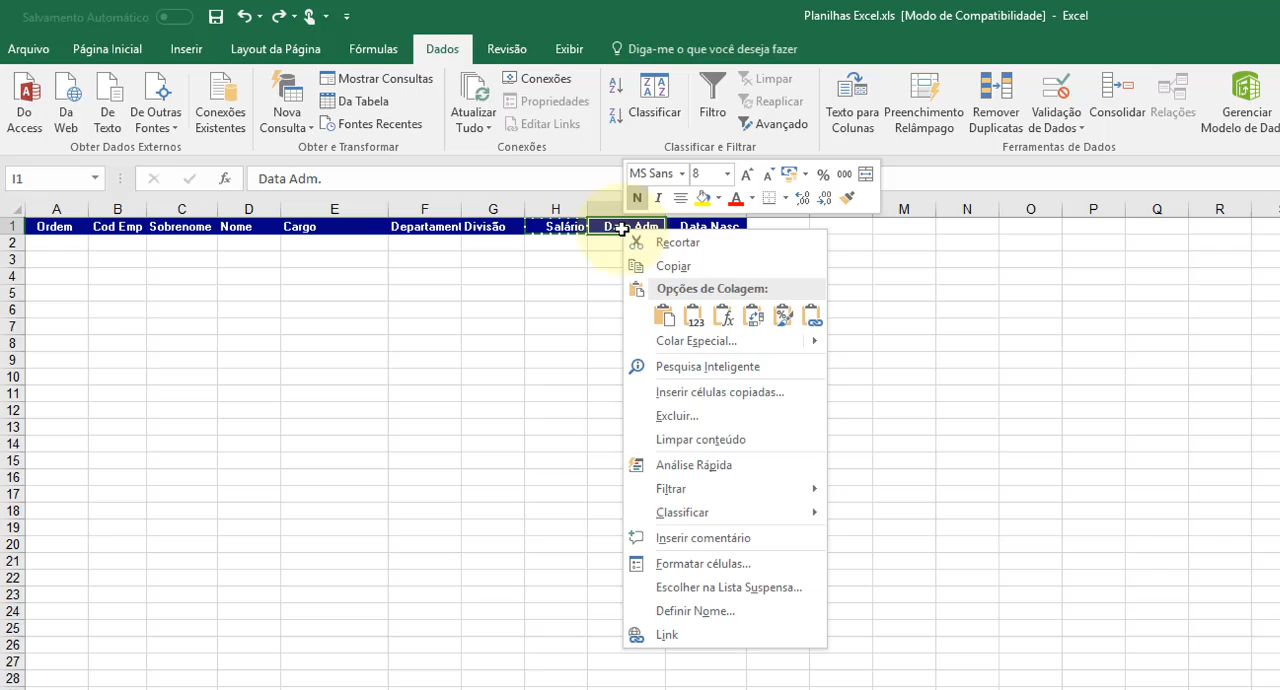 Salvamento Automático
Planilhas Excel.xls [Modo de Compatibilidade] - Excel
Arquivo Página Inicial Inserir Layout da Página Fórmulas Dados Revisão Exibir Diga-me o que você deseja fazer
Do Access
Da Web
De Texto
De Outras Fontes
Conexões Existentes
Obter Dados Externos
Nova Consulta
Mostrar Consultas
Da Tabela
Fontes Recentes
Obter e Transformar
Atualizar Tudo
Conexões
Propriedades
Editar Links
Conexões
Classificar
Filtro
Limpar
Reaplicar
Avançado
Classificar e Filtrar
Texto para Colunas
Preenchimento Relâmpago
Remover Duplicatas
Validação de Dados
Consolidar
Relações
Gerenciar Modelo de Dad
Ferramentas de Dados
I1
fx
Data Adm.
MS Sans 8 A A % 000
N I A
A B C D E F G H M N O P Q R
1 Ordem Cod Emp Sobrenome Nome Cargo Departament Divisão Salário Data Adm. Data Nasc.
2
3
4
5
6
7
8
9
10
11
12
13
14
15
16
17
18
19
20
21
22
23
24
25
26
27
28
Recortar
Copiar
Opções de Colagem:
123 fx %
Colar Especial...
Pesquisa Inteligente
Inserir células copiadas...
Excluir...
Limpar conteúdo
Análise Rápida
Filtrar
Classificar
Inserir comentário
Formatar células...
Escolher na Lista Suspensa...
Definir Nome...
Link